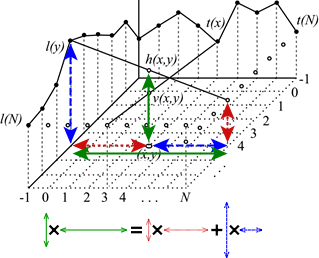 t(N)
t(x)
l(y)
h(x,y)
v(x,y)
l(N)
(x,y)
-1
0
1
2
3
4
-1 0 1 2 3 4 ... N
× = × + ×